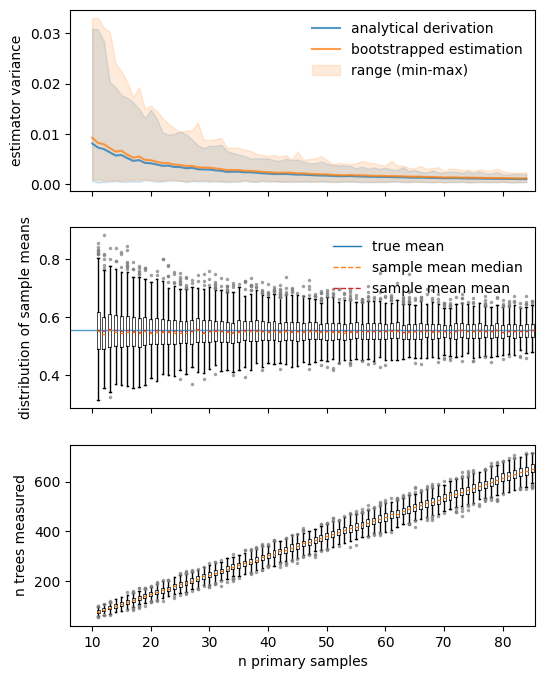 estimator variance
0.03
0.02
0.01
0.00
analytical derivation
bootstrapped estimation
range (min-max)
distribution of sample means
0.8
0.6
0.4
true mean
sample mean median
sample mean mean
n trees measured
600
400
200
10 20 30 40 50 60 70 80
n primary samples